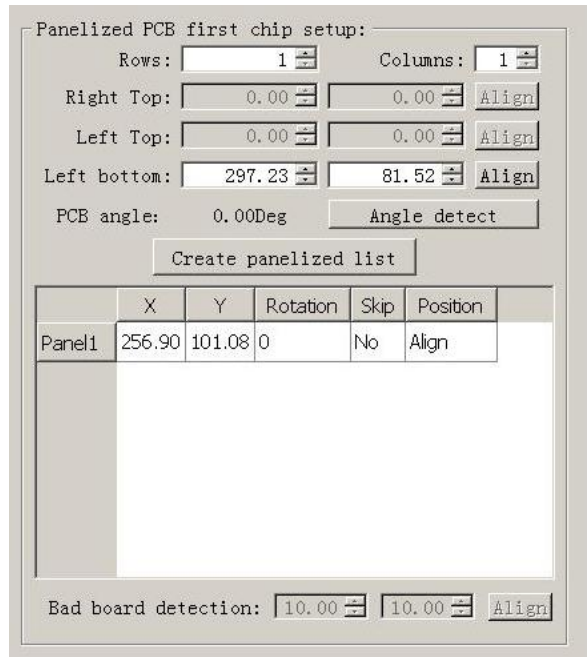 Panelized PCB first chip setup:
Rows: 1 Columns: 1
Right Top: 0.00 0.00 Align
Left Top: 0.00 0.00 Align
Left bottom: 297.23 81.52 Align
PCB angle: 0.00Deg Angle detect
Create panelized list
X Y Rotation Skip Position
Panel1 256.90 101.08 0 No Align
Bad board detection: 10.00 10.00 Align